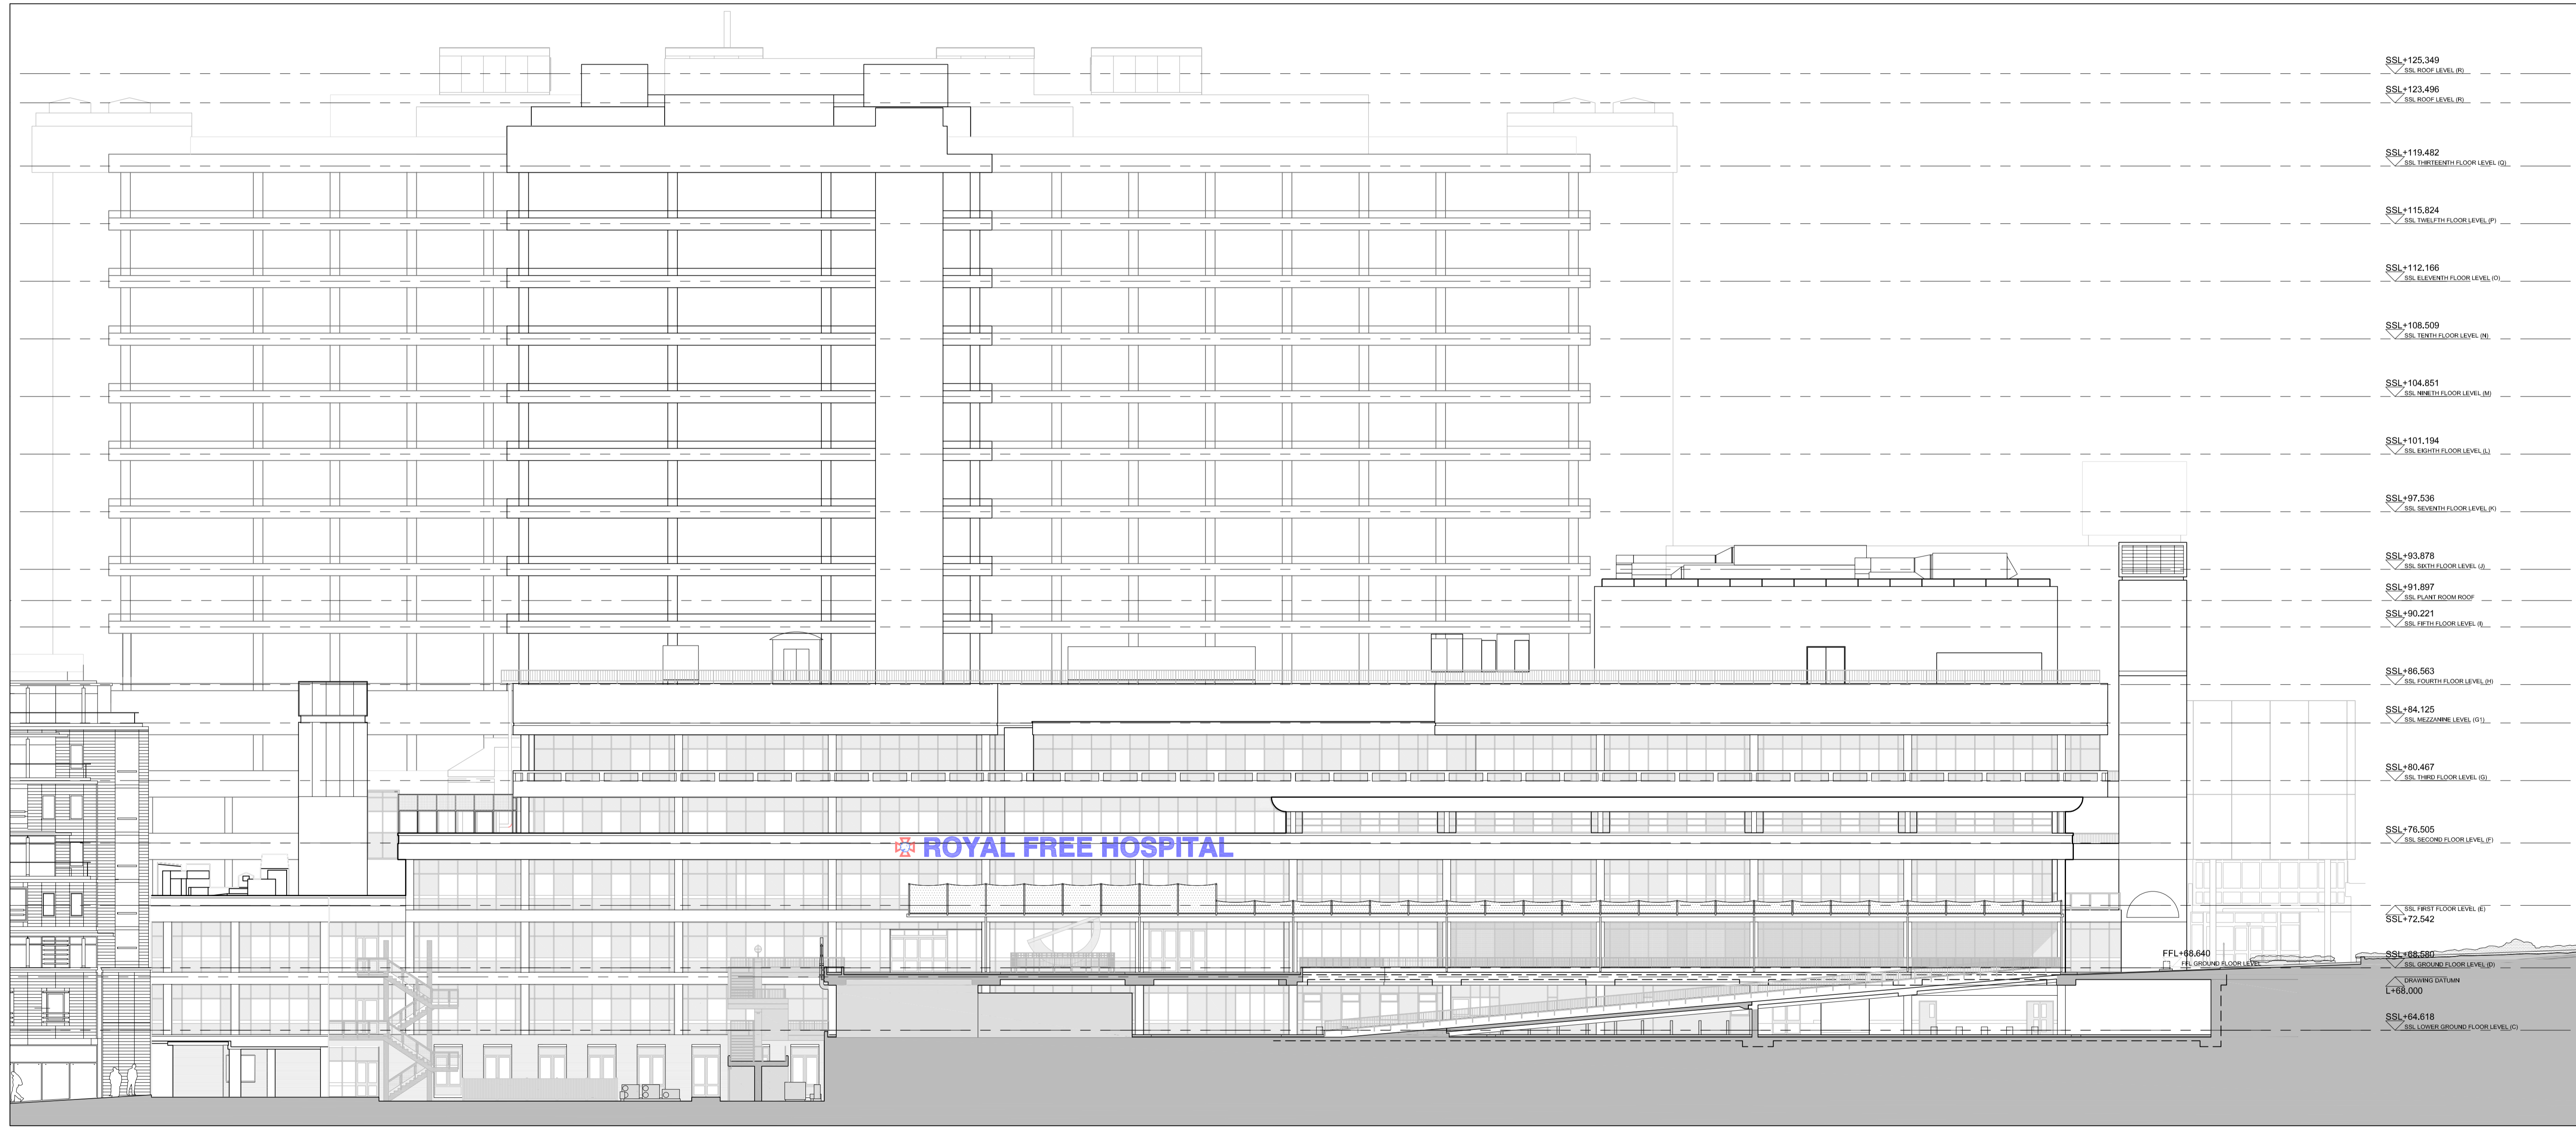 SSL+125.349
SSL ROOF LEVEL (R)
SSL+123.496
SSL ROOF LEVEL (R)
SSL+119.482
SSL THIRTEENTH FLOOR LEVEL (Q)
SSL+115.824
SSL TWELFTH FLOOR LEVEL (P)
SSL+112.166
SSL ELEVENTH FLOOR LEVEL (O)
SSL+108.509
SSL TENTH FLOOR LEVEL (N)
SSL+104.851
SSL NINETH FLOOR LEVEL (M)
SSL+101.194
SSL EIGHTH FLOOR LEVEL (L)
SSL+97.536
SSL SEVENTH FLOOR LEVEL (K)
SSL+93.878
SSL SIXTH FLOOR LEVEL (J)
SSL+91.897
SSL PLANT ROOM ROOF
SSL+90.221
SSL FIFTH FLOOR LEVEL (I)
SSL+86.563
SSL FOURTH FLOOR LEVEL (H)
SSL+84.125
SSL MEZZANINE LEVEL (G1)
SSL+80.467
SSL THIRD FLOOR LEVEL (G)
SSL+76.505
SSL SECOND FLOOR LEVEL (F)
ROYAL FREE HOSPITAL
SSL FIRST FLOOR LEVEL (E)
SSL+72.542
FFL+68.640
FFL GROUND FLOOR LEVEL
SSL+68.580
SSL GROUND FLOOR LEVEL (D)
DRAWING DATUM
L+68.000
SSL+64.618
SSL LOWER GROUND FLOOR LEVEL (C)